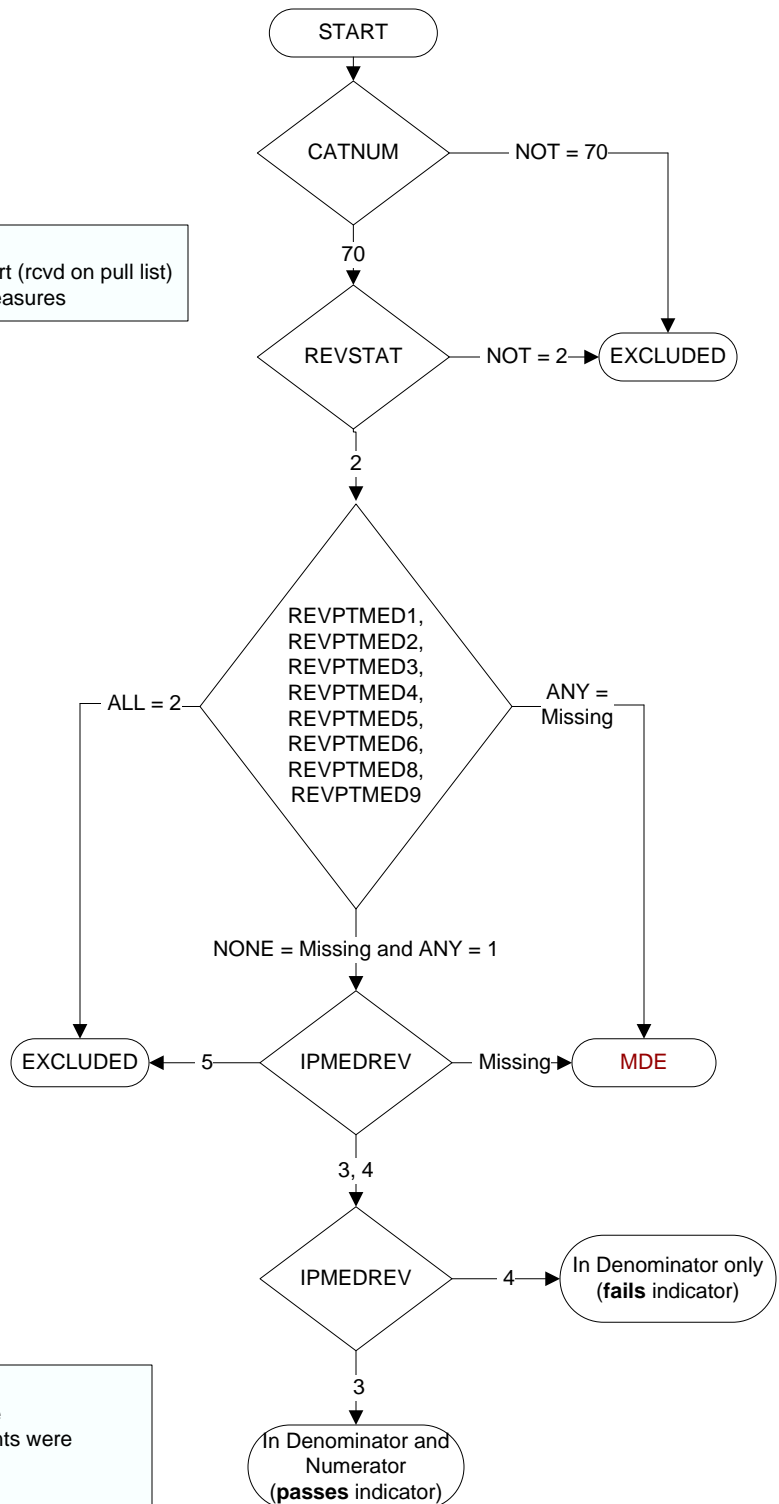 START
CATNUM
NOT = 70
70
rt (rcvd on pull list)
easures
REVSTAT
NOT = 2
EXCLUDED
2
REVPTMED1,
REVPTMED2,
REVPTMED3,
REVPTMED4,
REVPTMED5,
REVPTMED6,
REVPTMED8,
REVPTMED9
ALL = 2
ANY =
Missing
NONE = Missing and ANY = 1
EXCLUDED
5
IPMEDREV
Missing
MDE
3, 4
IPMEDREV
4
In Denominator only
(fails indicator)
3
nts were
In Denominator and
Numerator
(passes indicator)